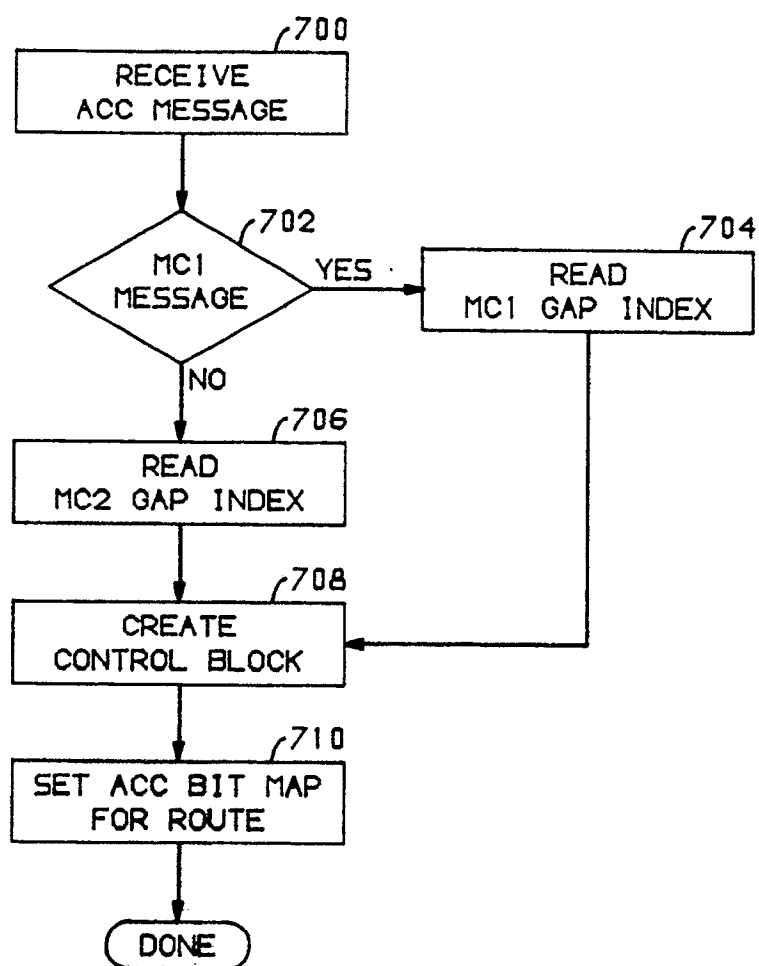 700
RECEIVE
ACC MESSAGE
702
MC1
MESSAGE
YES
704
READ
MC1 GAP INDEX
NO
706
READ
MC2 GAP INDEX
708
CREATE
CONTROL BLOCK
710
SET ACC BIT MAP
FOR ROUTE
DONE